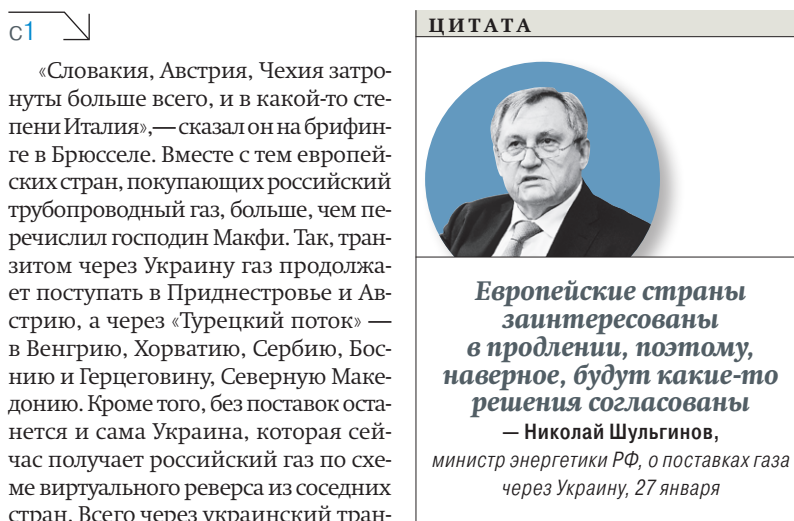 с1
«Словакия, Австрия, Чехия затро-
нуты больше всего, и в какой-то сте-
пени Италия»,— сказал он на брифин-
ге в Брюсселе. Вместе с тем европей-
ских стран, покупающих российский
трубопроводный газ, больше, чем пе-
речислил господин Макфи. Так, тран-
зитом через Украину газ продолжа-
ет поступать в Приднестровье и Ав-
стрию, а через «Турецкий поток» —
в Венгрию, Хорватию, Сербию, Бос-
нию и Герцеговину, Северную Маке-
донию. Кроме того, без поставок оста-
нется и сама Украина, которая сей-
час получает российский газ по схе-
ме виртуального реверса из соседних
стран. Всего через украинский тран-
ЦИТАТА
Европейские страны
заинтересованы
в продлении, поэтому,
наверное, будут какие-то
решения согласованы
— Николай Шульгинов,
министр энергетики РФ, о поставках газа
через Украину, 27 января